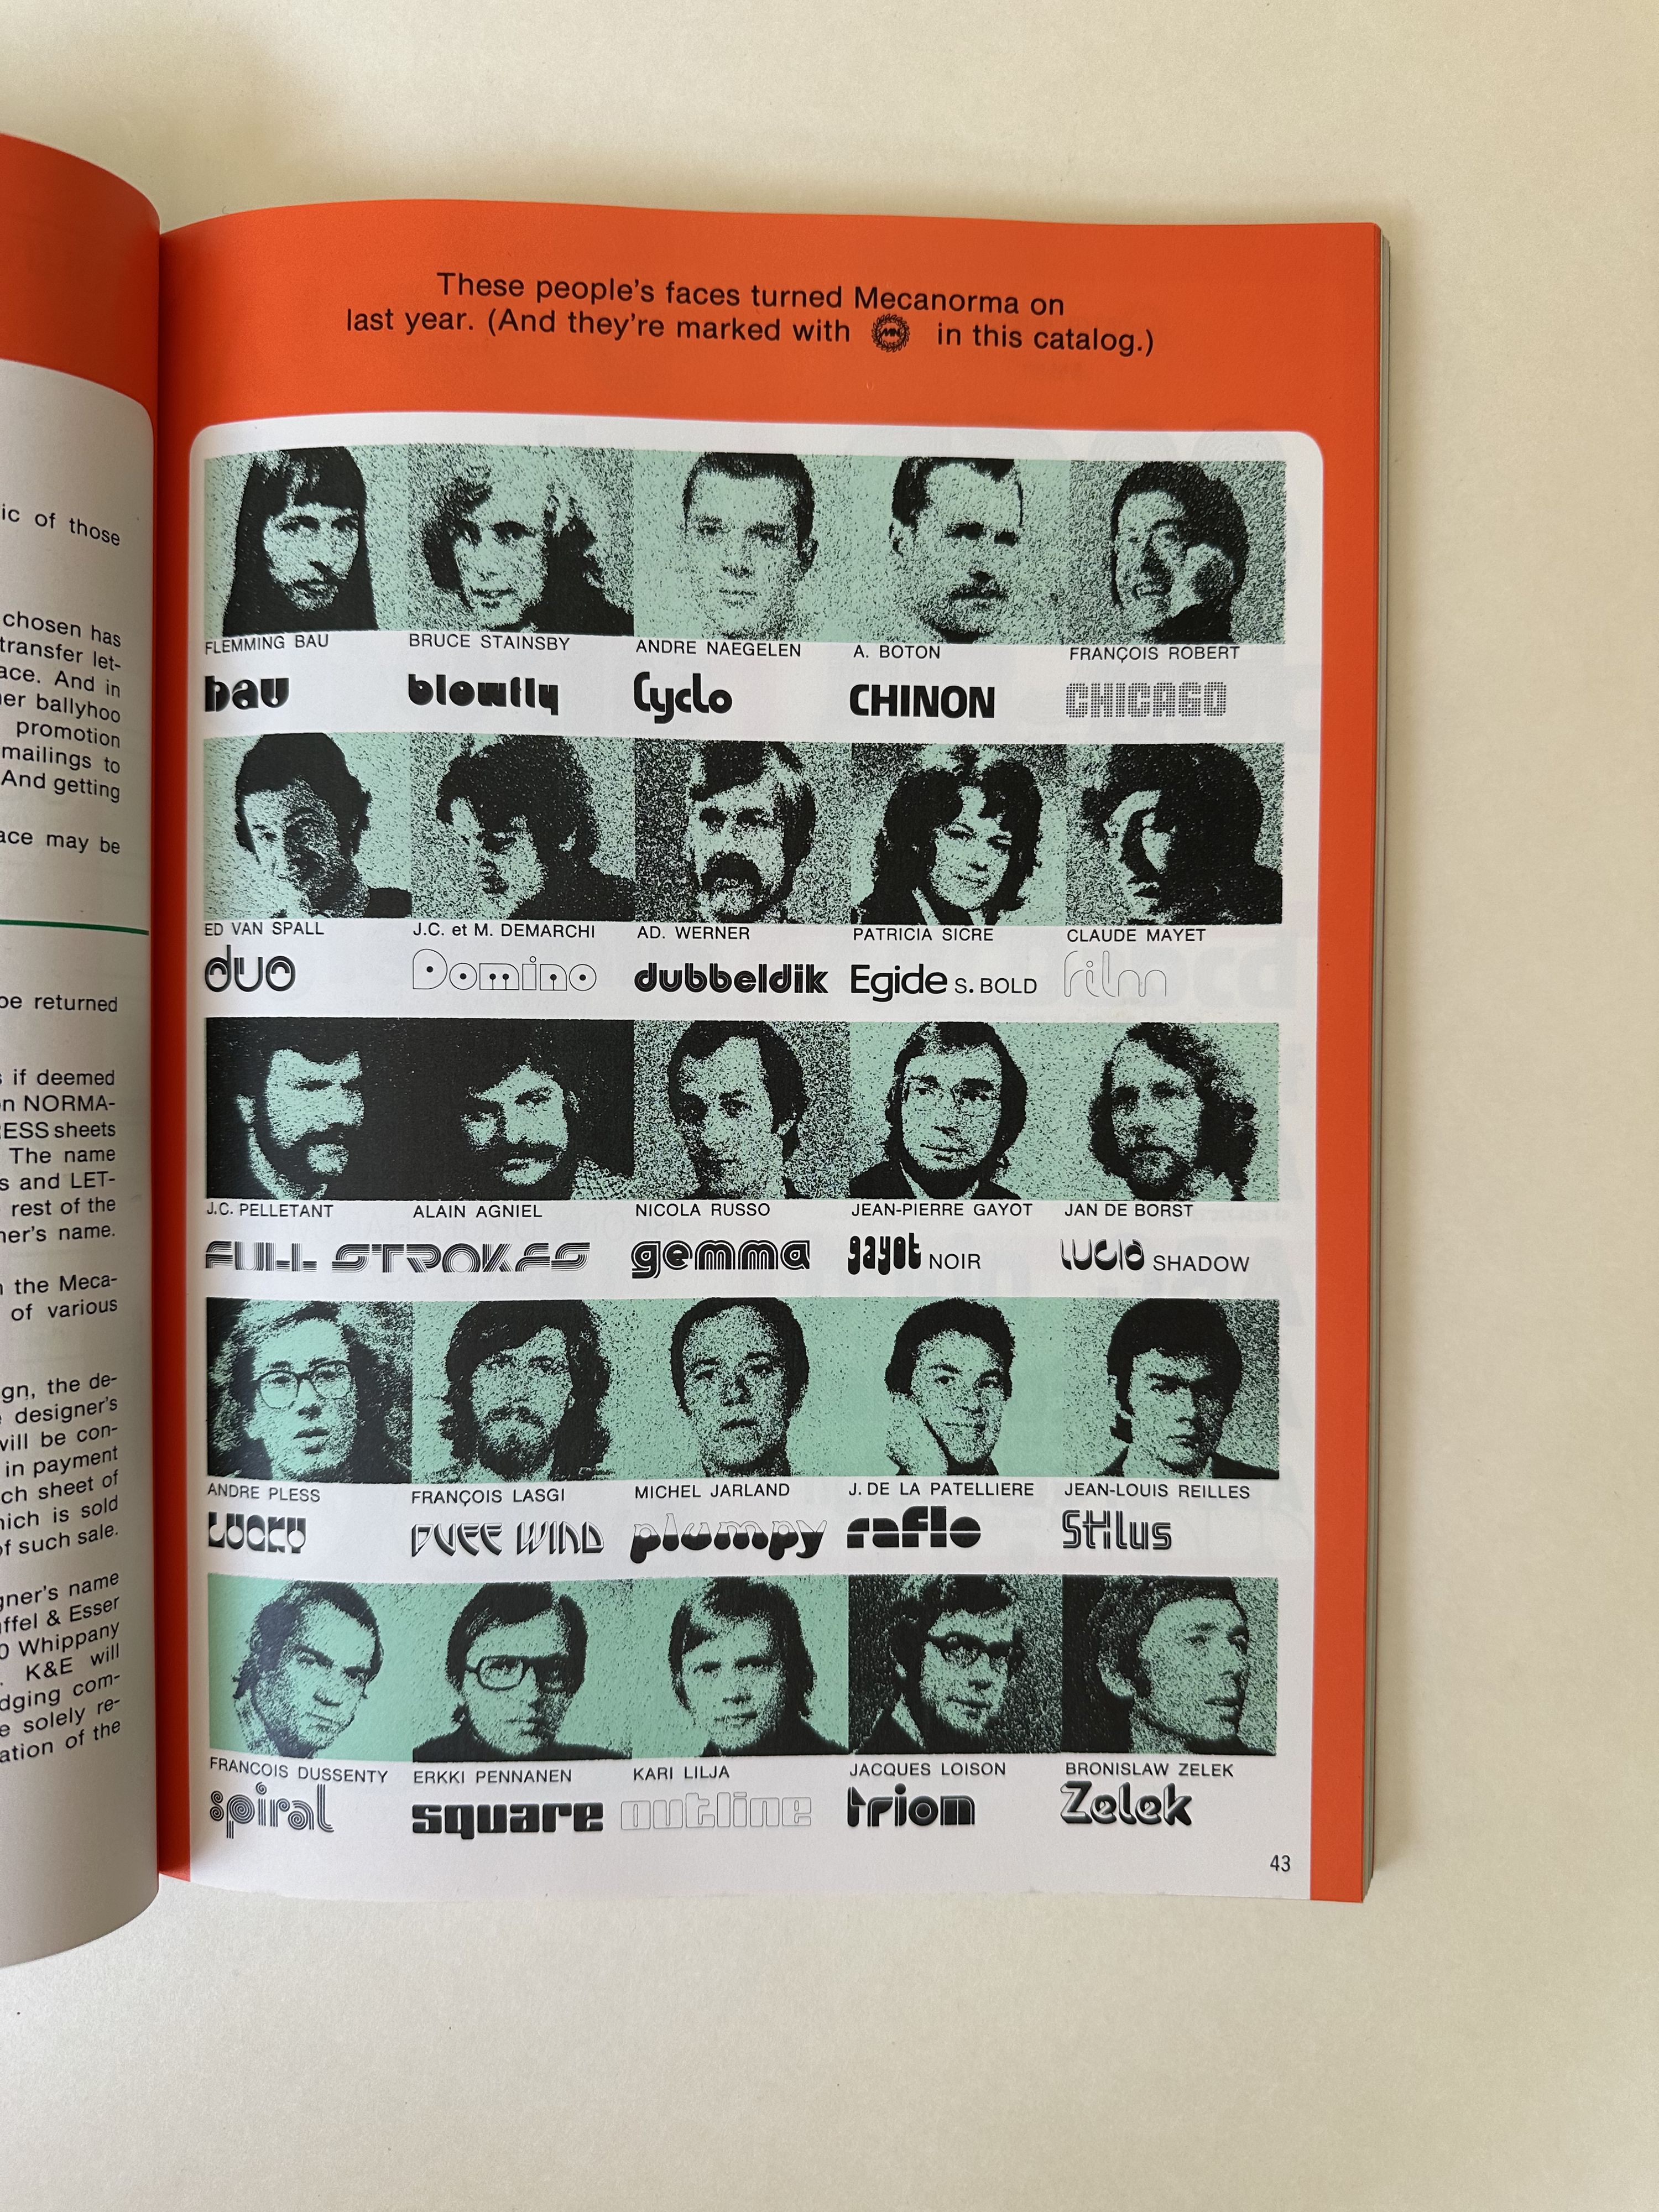 ic of those
chosen has
transfer let-
ace. And in
her ballyhoo
promotion
mailings to
And getting
ace may be
be returned
s if deemed
on NORMA-
RESS sheets
The name
s and LET-
rest of the
ner's name.
n the Meca-
of various
gn, the de-
designer's
will be con-
in payment
ch sheet of
hich is sold
of such sale.
gner's name
uffel & Esser
0 Whippany
K&E will
dging com-
e solely re-
ation of the
These people's faces turned Mecanorma on
last year. (And they're marked with MN in this catalog.)
FLEMMING BAU BRUCE STAINSBY ANDRE NAEGELEN A. BOTON FRANÇOIS ROBERT
bau blowfly Cyclo CHINON CHICAGO
ED VAN SPALL J.C. et M. DEMARCHI AD. WERNER PATRICIA SICRE CLAUDE MAYET
duo Domino dubbeldik Egide S. BOLD film
J.C. PELLETANT ALAIN AGNIEL NICOLA RUSSO JEAN-PIERRE GAYOT JAN DE BORST
FULL STROKES gemma gayot NOIR LUCID SHADOW
ANDRE PLESS FRANÇOIS LASGI MICHEL JARLAND J. DE LA PATELLIERE JEAN-LOUIS REILLES
LUCKY PUFF WIND plumpy raflo Stilus
FRANCOIS DUSSENTY ERKKI PENNANEN KARI LILJA JACQUES LOISON BRONISLAW ZELEK
spiral square outline trion Zelek
43